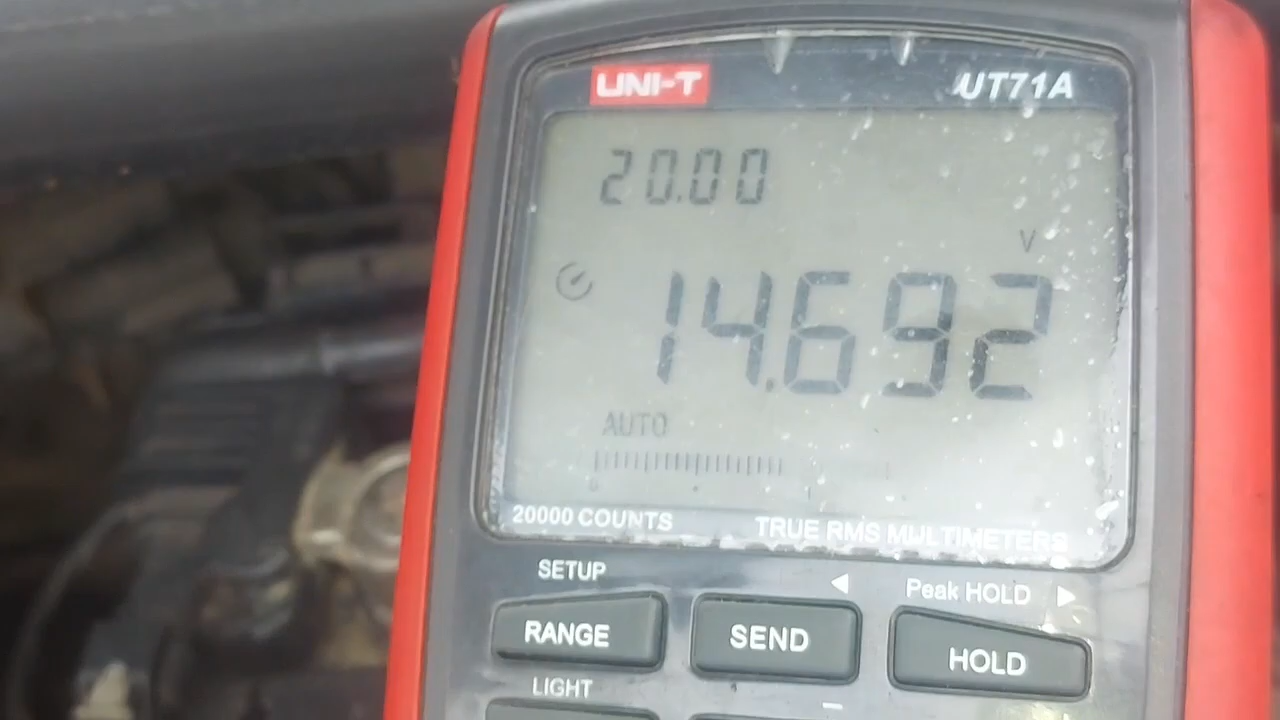 UNI-T UT71A
20.00
V
14.692
AUTO
0
20000 COUNTS TRUE RMS MULTIMETERS
SETUP ◄ Peak HOLD ►
RANGE SEND HOLD
LIGHT